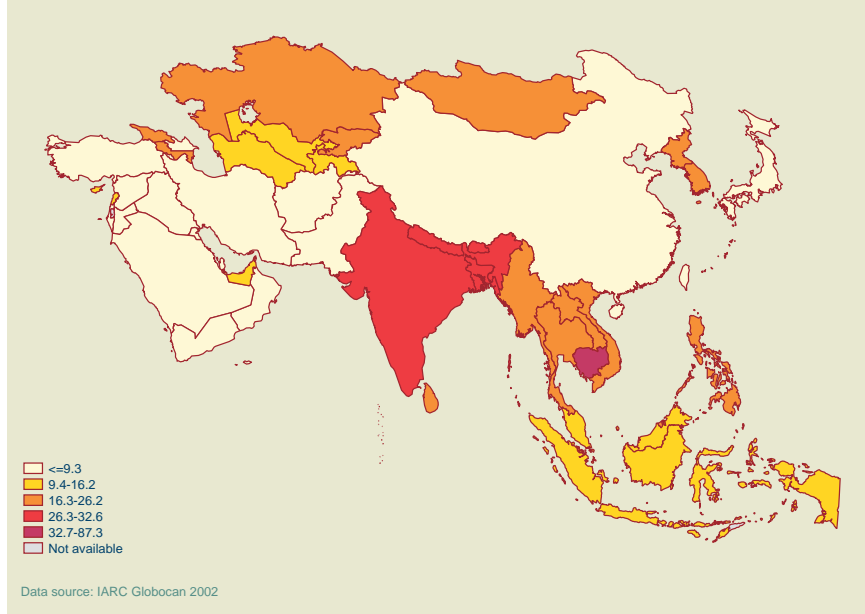 <=9.3
9.4-16.2
16.3-26.2
26.3-32.6
32.7-87.3
Not available
Data source: IARC Globocan 2002